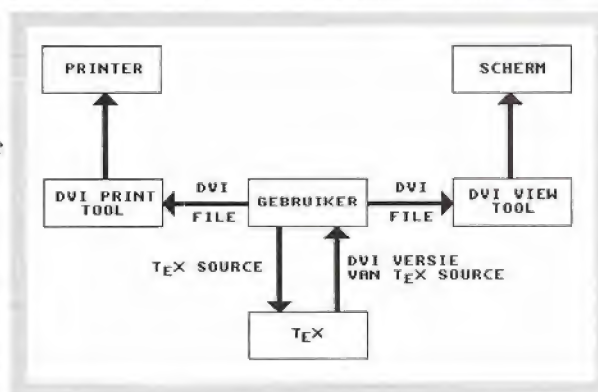 PRINTER
SCHERM
DVI PRINT
TOOL
DVI
FILE
GEBRUIKER
DVI
FILE
DVI VIEW
TOOL
TEX SOURCE
DVI VERSIE
VAN TEX SOURCE
TEX